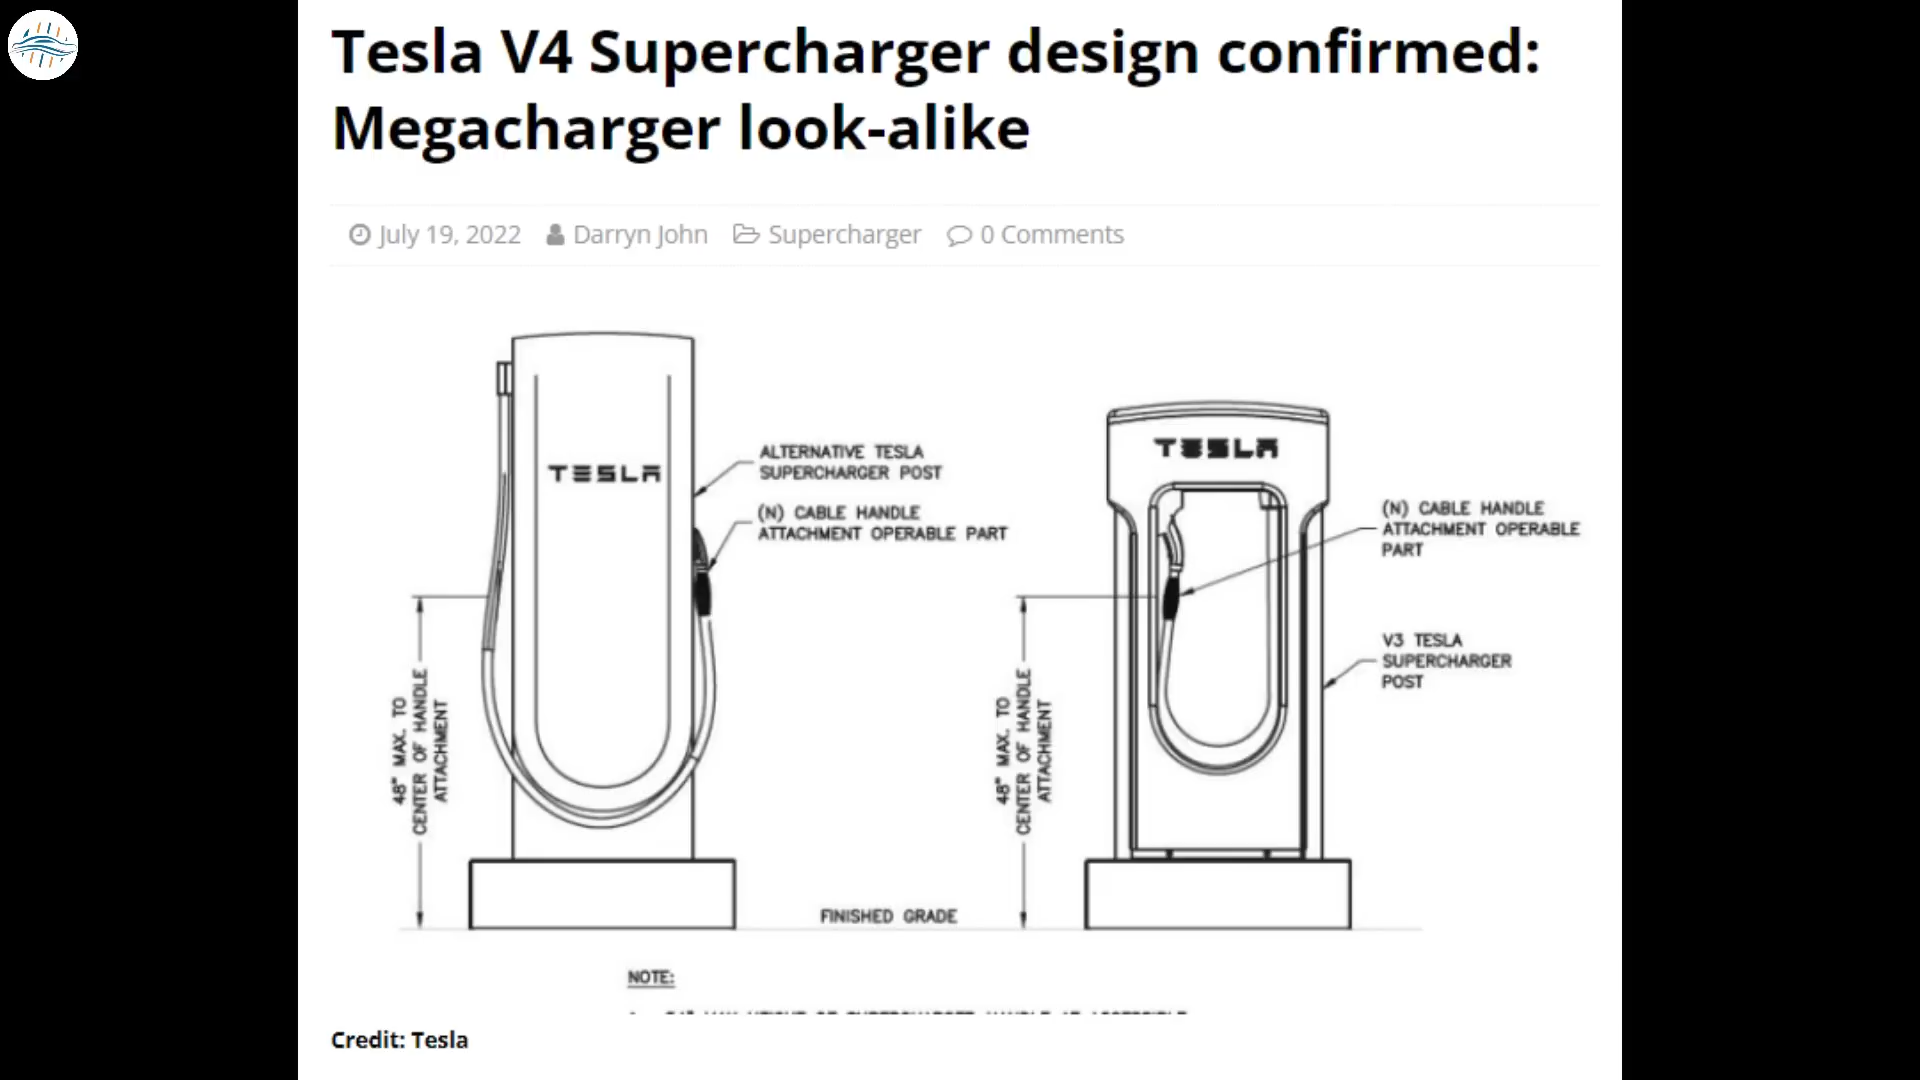 Tesla V4 Supercharger design confirmed:
Megacharger look-alike
July 19, 2022 Darryn John Supercharger 0 Comments
TESLA
ALTERNATIVE TESLA
SUPERCHARGER POST
(N) CABLE HANDLE
ATTACHMENT OPERABLE PART
48" MAX. TO
CENTER OF HANDLE
ATTACHMENT
TESLA
(N) CABLE HANDLE
ATTACHMENT OPERABLE
PART
V3 TESLA
SUPERCHARGER
POST
48" MAX. TO
CENTER OF HANDLE
ATTACHMENT
FINISHED GRADE
NOTE:
Credit: Tesla